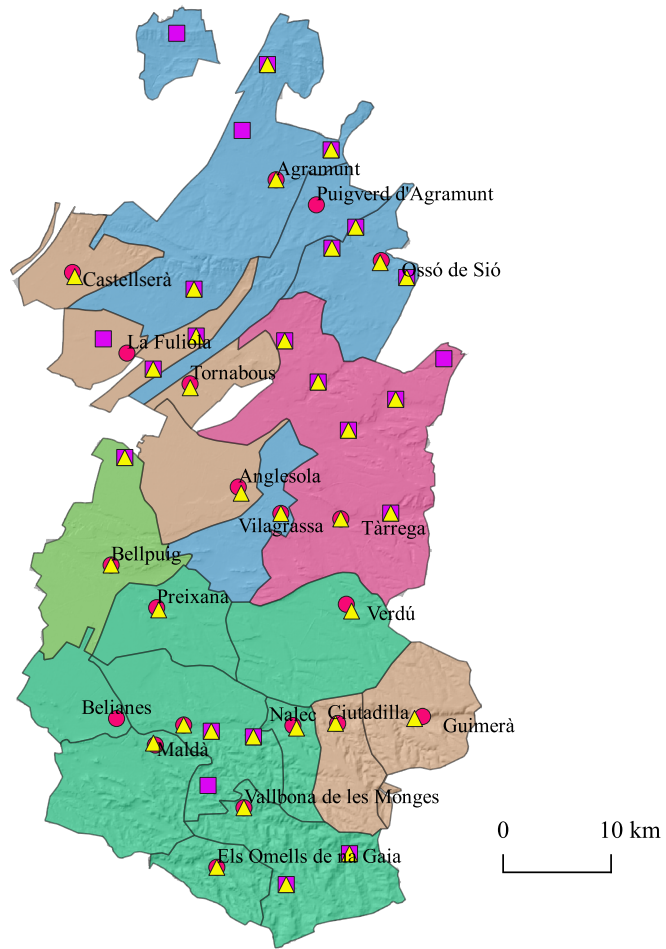 Agramunt
Puigverd d'Agramunt
Ossó de Sió
Castellserà
La Fuliola
Tornabous
Anglesola
Vilagrassa
Tàrrega
Bellpuig
Preixana
Verdú
Belianes
Nalec
Ciutadilla
Guimerà
Maldà
Vallbona de les Monges
Els Omells de na Gaia
0 10 km